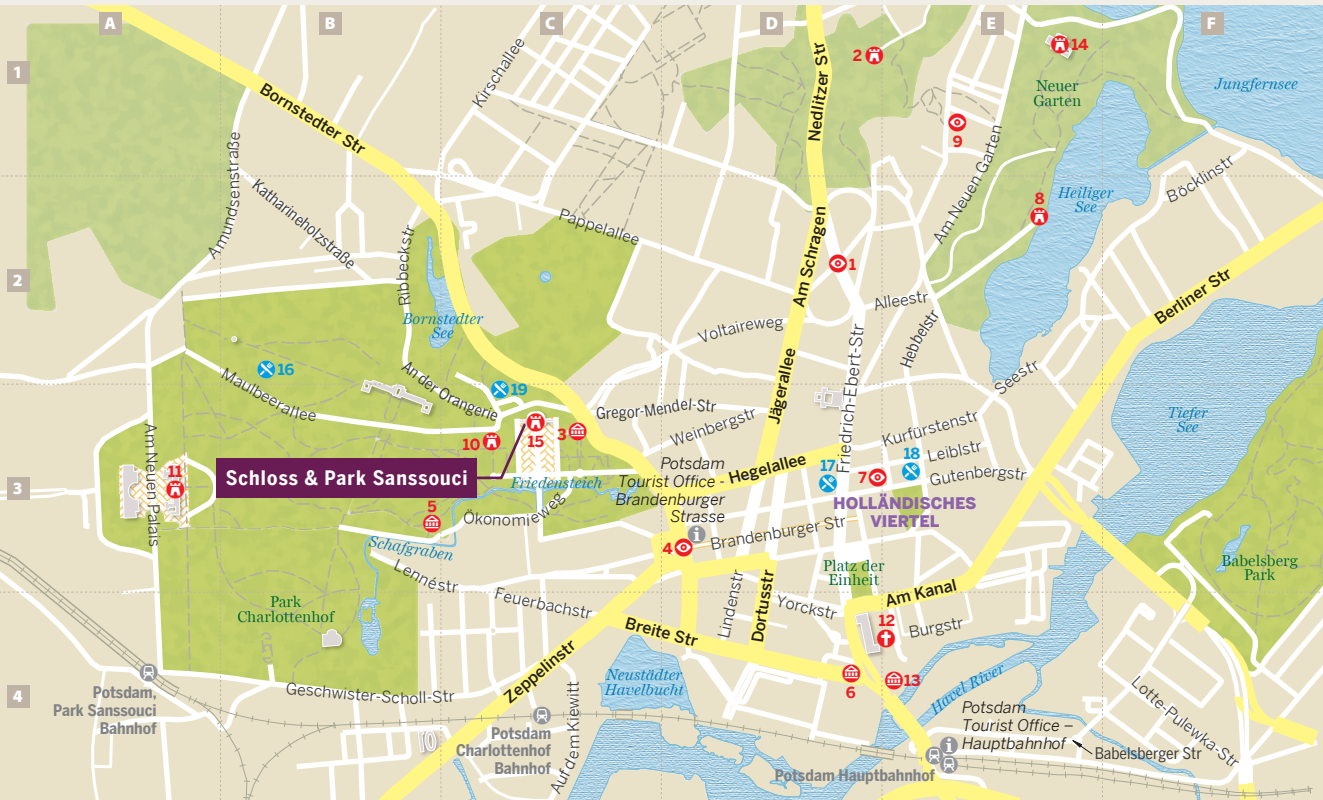 A
B
C
D
E
F
1
2
3
4
Bornstedter Str
Kirschallee
Nedlitzer Str
2
14
Neuer
Garten
Jungfernsee
9
Amundsenstraße
Katharineholzstraße
Ribbeckstr
Pappelallee
Am Schragen
Am Neuen Garten
8
Heiliger
See
Böcklinstr
1
Bornstedter
See
Voltaireweg
Alleestr
Hebbelstr
Friedrich-Ebert-Str
Berliner Str
16
Maulbeerallee
An der Orangerie
19
Jägerallee
Seestr
Gregor-Mendel-Str
Weinbergstr
Kurfürstenstr
Tiefer
See
10
15
3
Am Neuen Palais
11
Schloss & Park Sanssouci
Friedensteich
Potsdam
Tourist Office -
Brandenburger
Strasse
Hegelallee
17
7
18
Leiblstr
Gutenbergstr
HOLLÄNDISCHES
VIERTEL
5
Ökonomieweg
Schafgraben
4
Brandenburger Str
Lennéstr
Feuerbachstr
Platz der
Einheit
Babelsberg
Park
Park
Charlottenhof
Lindenstr
Dortusstr
Yorckstr
Am Kanal
12
Burgstr
Breite Str
Zeppelinstr
Neustädter
Havelbucht
6
13
Havel River
Geschwister-Scholl-Str
Potsdam,
Park Sanssouci
Bahnhof
Potsdam
Charlottenhof
Bahnhof
Auf dem Kiewitt
Potsdam
Tourist Office –
Hauptbahnhof
Lotte-Pulewka-Str
Babelsberger Str
Potsdam Hauptbahnhof